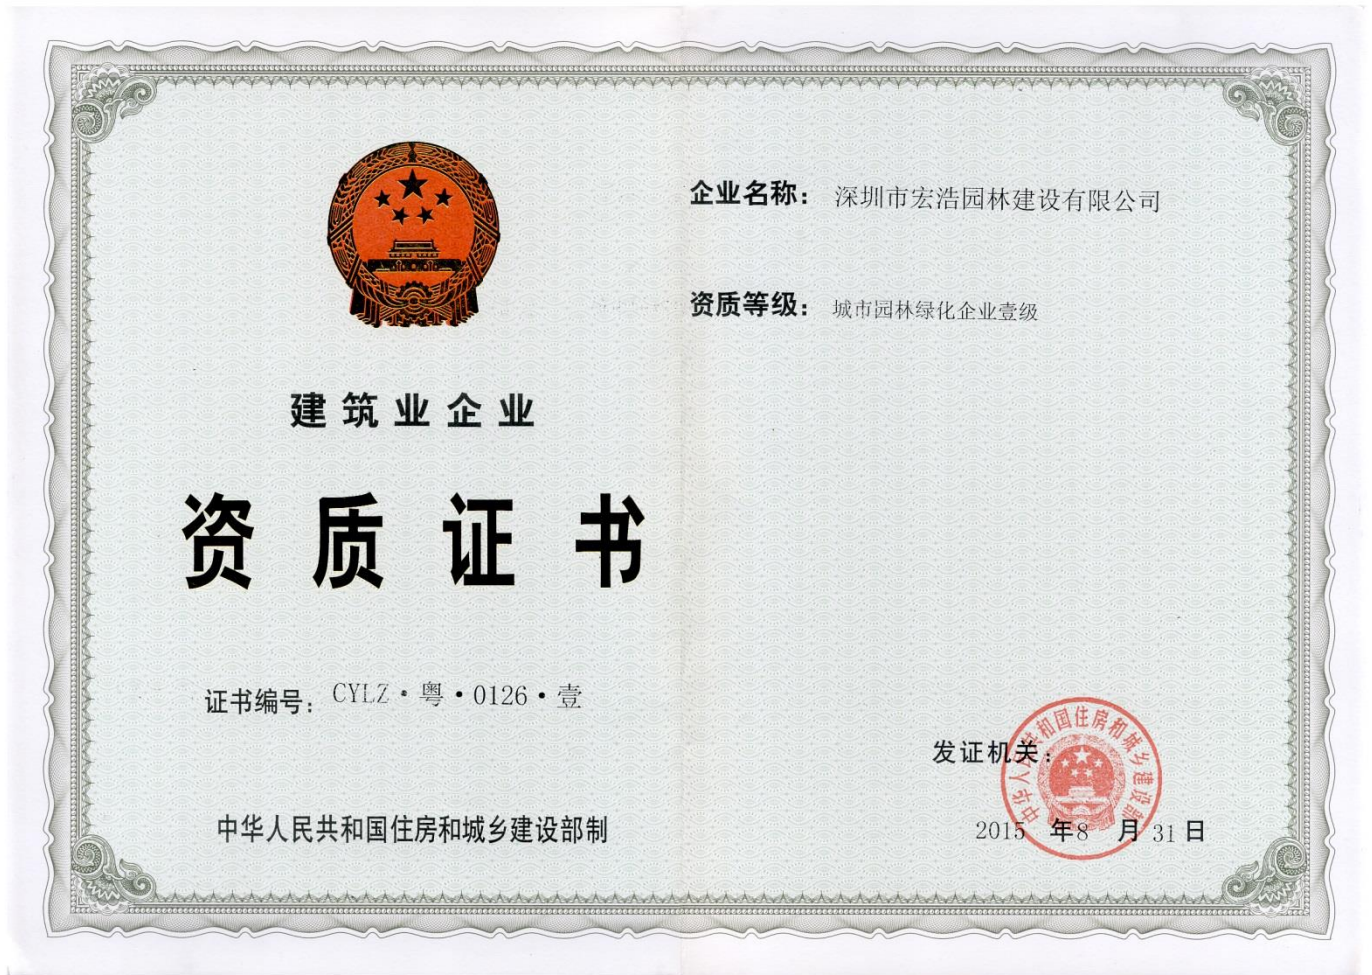 建筑业企业
资质证书
证书编号：CYLZ·粤·0126·壹
中华人民共和国住房和城乡建设部制
企业名称：深圳市宏浩园林建设有限公司
资质等级：城市园林绿化企业壹级
发证机关：
中华人民共和国住房和城乡建设部
2015年8月31日